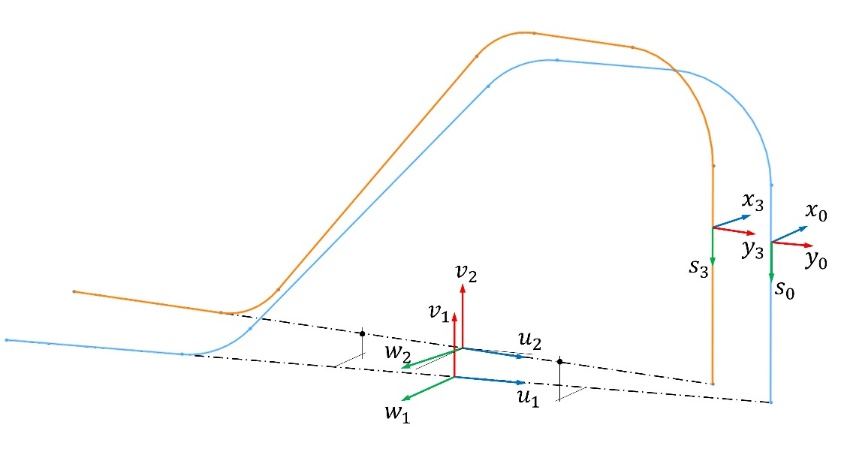 x₃
x₀
y₃
y₀
s₃
s₀
v₂
v₁
u₂
w₂
u₁
w₁